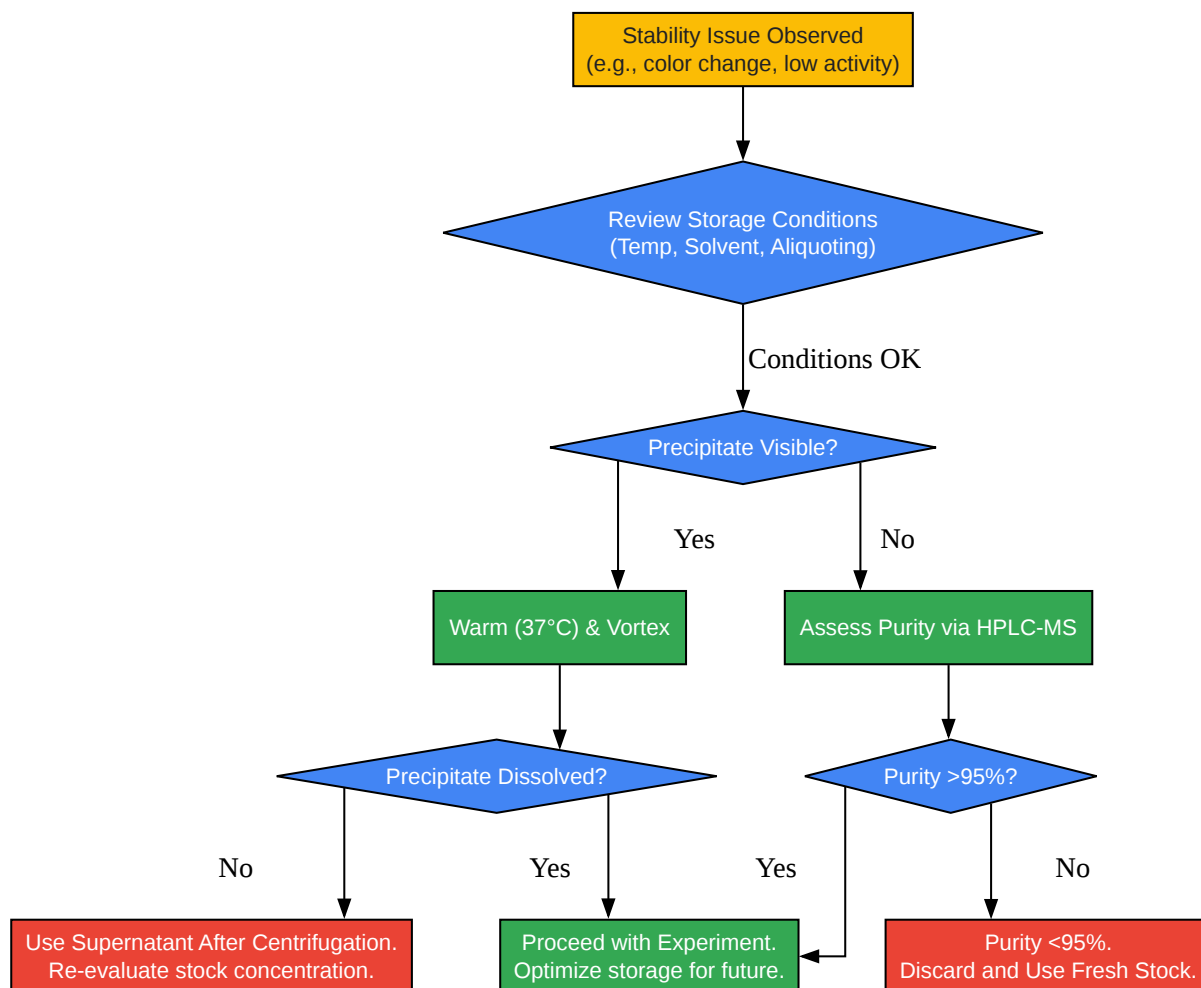 Stability Issue Observed
(e.g., color change, low activity)
Review Storage Conditions
(Temp, Solvent, Aliquoting)
Conditions OK
Precipitate Visible?
Yes
No
Warm (37°C) & Vortex
Assess Purity via HPLC-MS
Precipitate Dissolved?
Purity >95%?
No
Yes
Yes
No
Use Supernatant After Centrifugation.
Re-evaluate stock concentration.
Proceed with Experiment.
Optimize storage for future.
Purity <95%.
Discard and Use Fresh Stock.